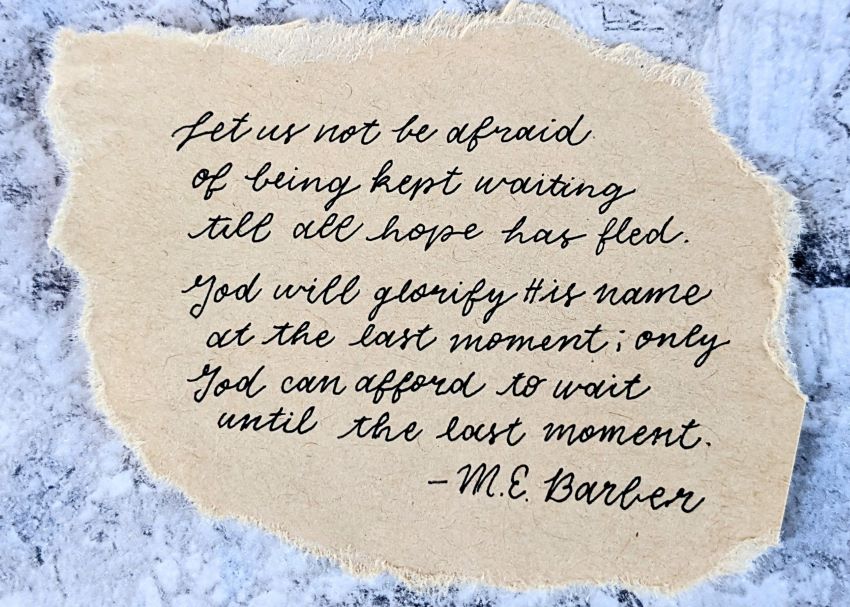 Let us not be afraid
of being kept waiting
till all hope has fled.
God will glorify His name
at the last moment; only
God can afford to wait
until the last moment.
- M.E. Barber